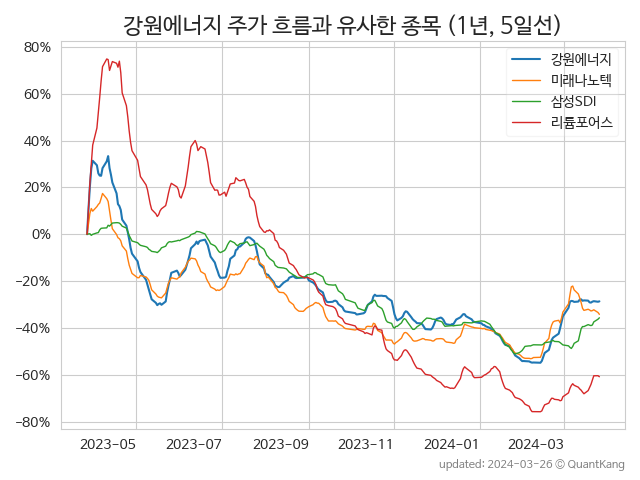 강원에너지 주가 흐름과 유사한 종목 (1년, 5일선)
80%
60%
40%
20%
0%
−20%
−40%
−60%
−80%
강원에너지
미래나노텍
삼성SDI
리튬포어스
2023-05 2023-07 2023-09 2023-11 2024-01 2024-03
updated: 2024-03-26 © QuantKang